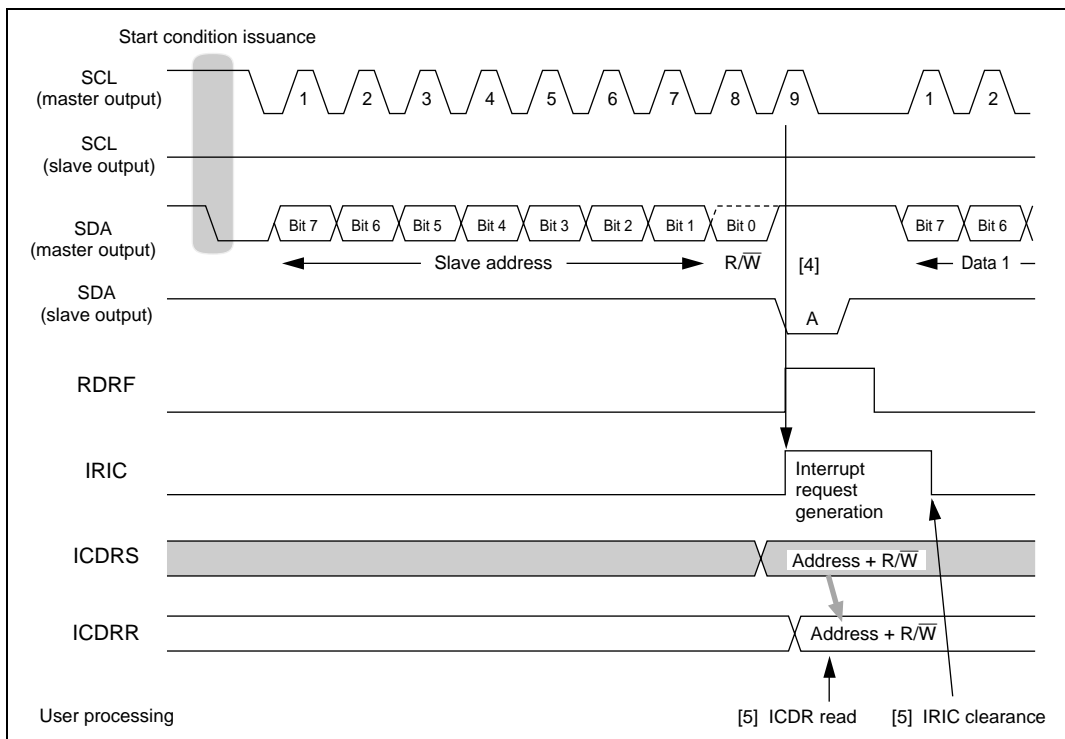 Start condition issuance
SCL
(master output)
1 2 3 4 5 6 7 8 9 1 2
SCL
(slave output)
SDA
(master output)
Bit 7 Bit 6 Bit 5 Bit 4 Bit 3 Bit 2 Bit 1 Bit 0 Bit 7 Bit 6
Slave address R/W̅ [4] Data 1
SDA
(slave output)
A
RDRF
IRIC
Interrupt
request
generation
ICDRS
Address + R/W̅
ICDRR
Address + R/W̅
User processing
[5] ICDR read
[5] IRIC clearance